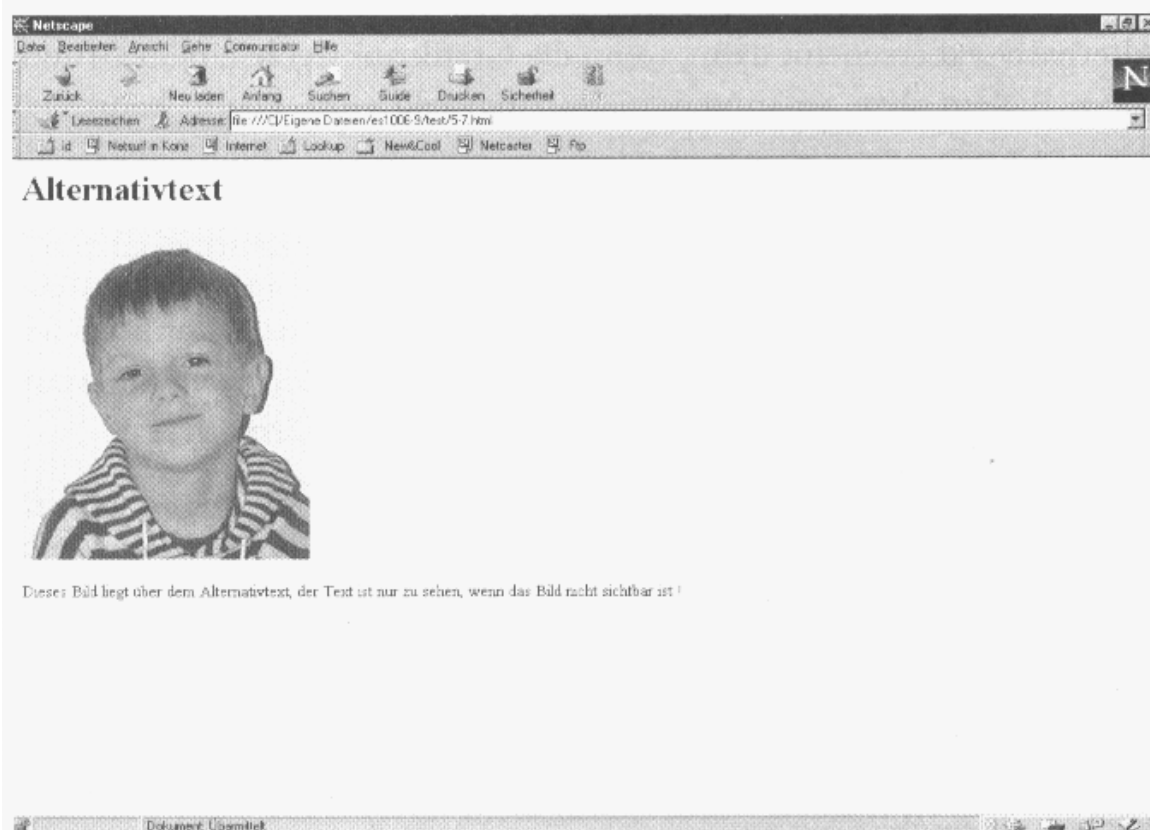 Netscape
Datei Bearbeiten Ansicht Gehe Communicator Hilfe
Zurück Neu laden Anfang Suchen Guide Drucken Sicherheit
Lesezeichen Adresse file:///C|/Eigene Dateien/es1006-9/test/5-7.html
id Netsurf in Konz Internet Lookup New&Cool Netcaster Ftp
N
Alternativtext
Dieses Bild liegt über dem Alternativtext, der Text ist nur zu sehen, wenn das Bild nicht sichtbar ist !
Dokument: Übermittelt